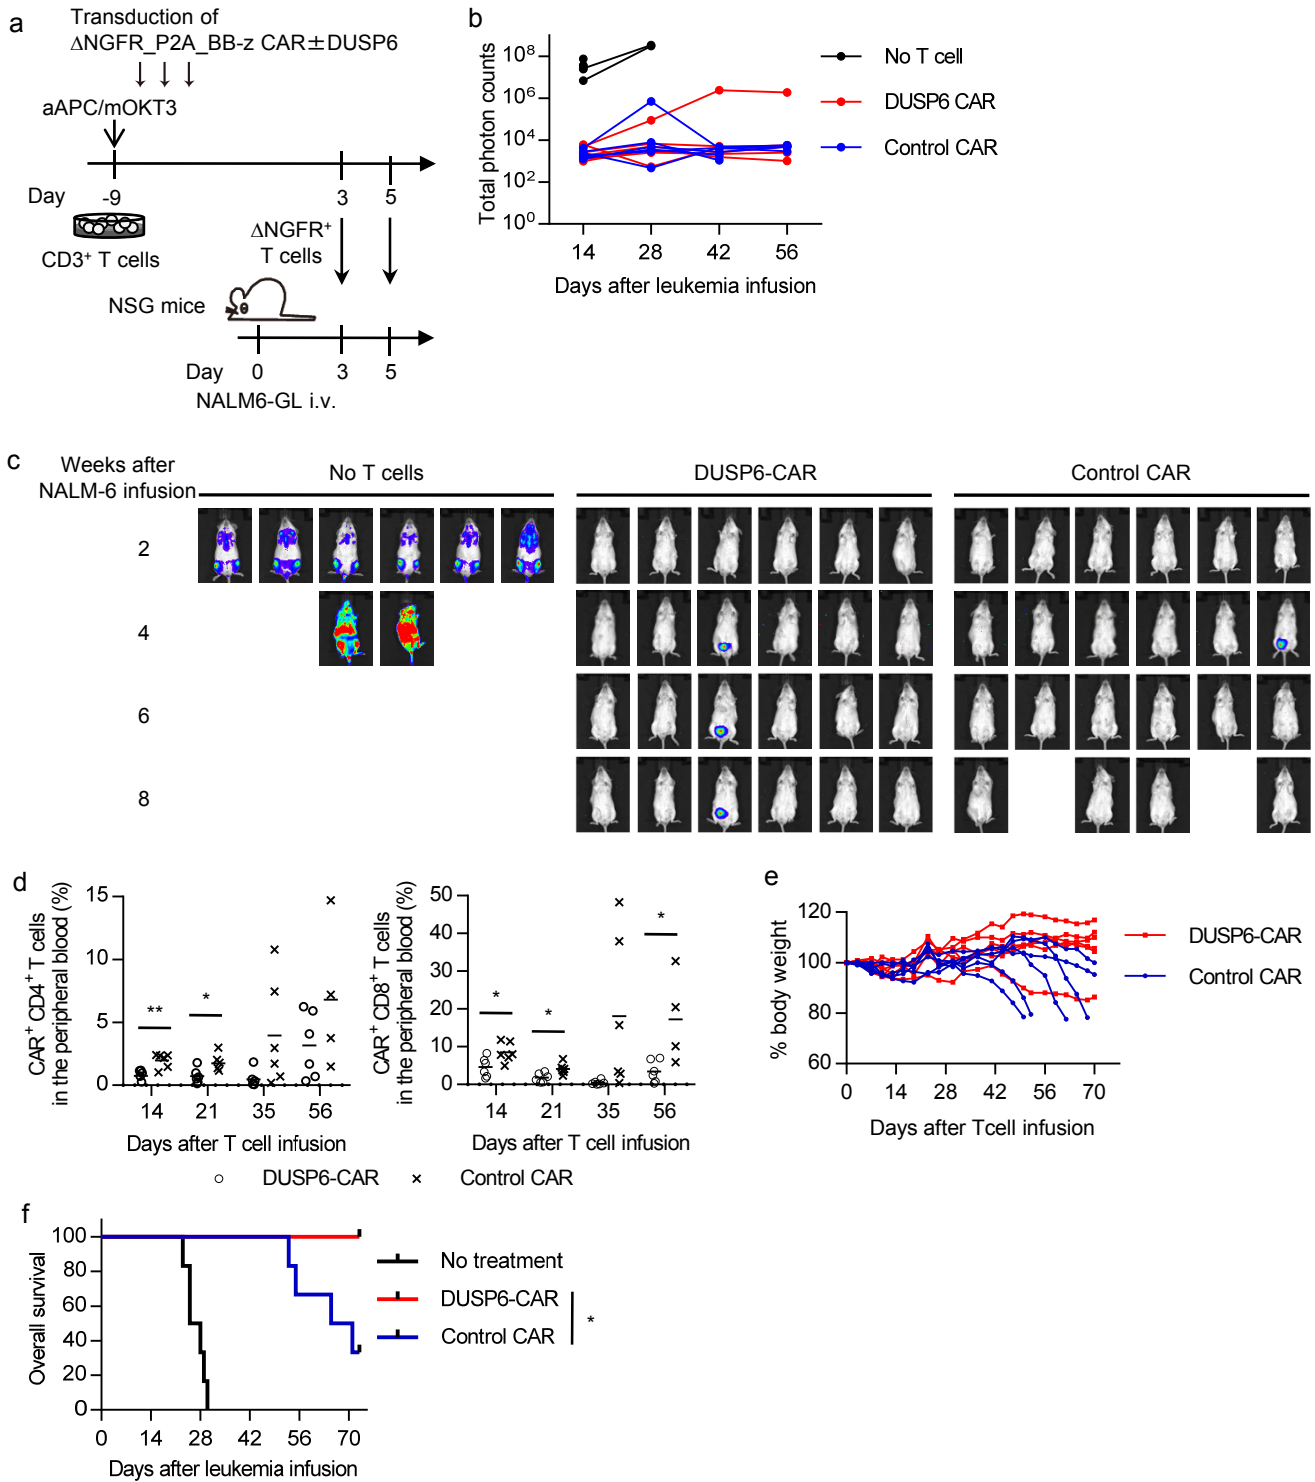 a
Transduction of
ΔNGFR_P2A_BB-z CAR±DUSP6
aAPC/mOKT3
Day
-9
3
5
CD3⁺ T cells
ΔNGFR⁺
T cells
NSG mice
Day
0
3
5
NALM6-GL i.v.
b
Total photon counts
10⁸
10⁶
10⁴
10²
10⁰
14 28 42 56
Days after leukemia infusion
No T cell
DUSP6 CAR
Control CAR
c
Weeks after
NALM-6 infusion
No T cells
DUSP6-CAR
Control CAR
2
4
6
8
d
CAR⁺ CD4⁺ T cells
in the peripheral blood (%)
15
10
5
0
**
*
14 21 35 56
Days after T cell infusion
CAR⁺ CD8⁺ T cells
in the peripheral blood (%)
50
40
30
20
10
0
*
*
*
14 21 35 56
Days after T cell infusion
DUSP6-CAR
Control CAR
e
% body weight
120
100
80
60
0 14 28 42 56 70
Days after Tcell infusion
DUSP6-CAR
Control CAR
f
Overall survival
100
80
60
40
20
0
0 14 28 42 56 70
Days after leukemia infusion
No treatment
DUSP6-CAR
Control CAR
*